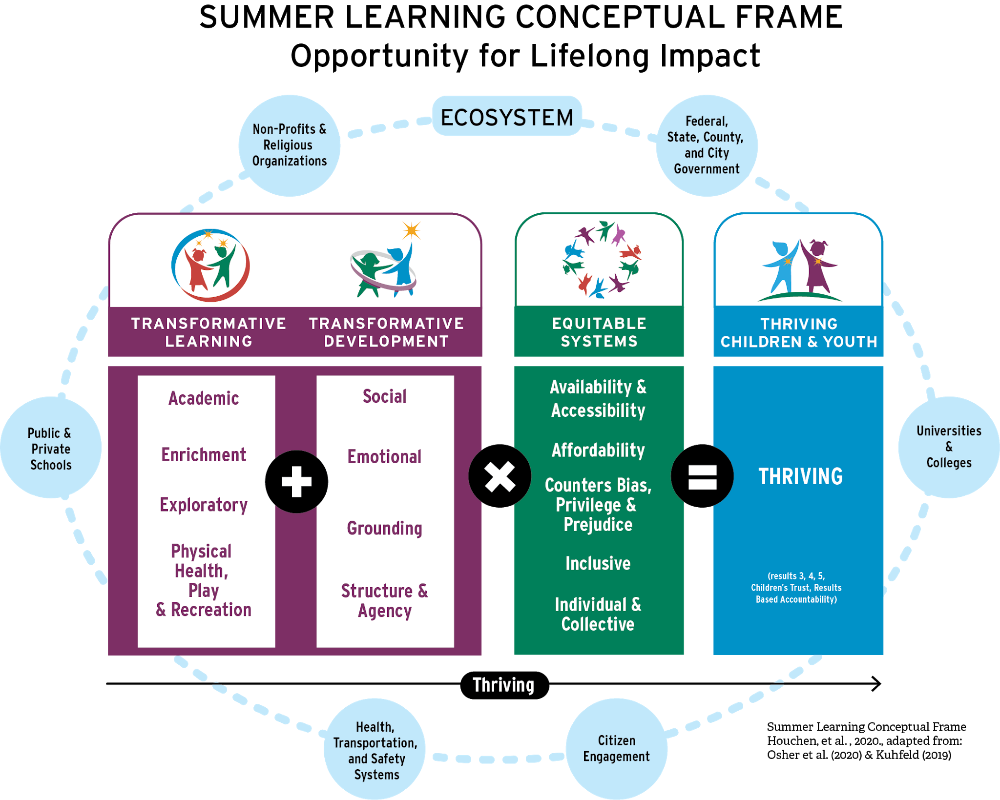 SUMMER LEARNING CONCEPTUAL FRAME
Opportunity for Lifelong Impact
ECOSYSTEM
Non-Profits &
Religious
Organizations
Federal,
State, County,
and City
Government
TRANSFORMATIVE
LEARNING
TRANSFORMATIVE
DEVELOPMENT
EQUITABLE
SYSTEMS
THRIVING
CHILDREN & YOUTH
Public &
Private
Schools
Academic
Enrichment
Exploratory
Physical
Health,
Play
& Recreation
+
Social
Emotional
Grounding
Structure &
Agency
×
Availability &
Accessibility
Affordability
Counters Bias,
Privilege &
Prejudice
Inclusive
Individual &
Collective
=
THRIVING
(results 3, 4, 5,
Children's Trust, Results
Based Accountability)
Universities
&
Colleges
Thriving
Health,
Transportation,
and Safety
Systems
Citizen
Engagement
Summer Learning Conceptual Frame
Houchen, et al. , 2020., adapted from:
Osher et al. (2020) & Kuhfeld (2019)